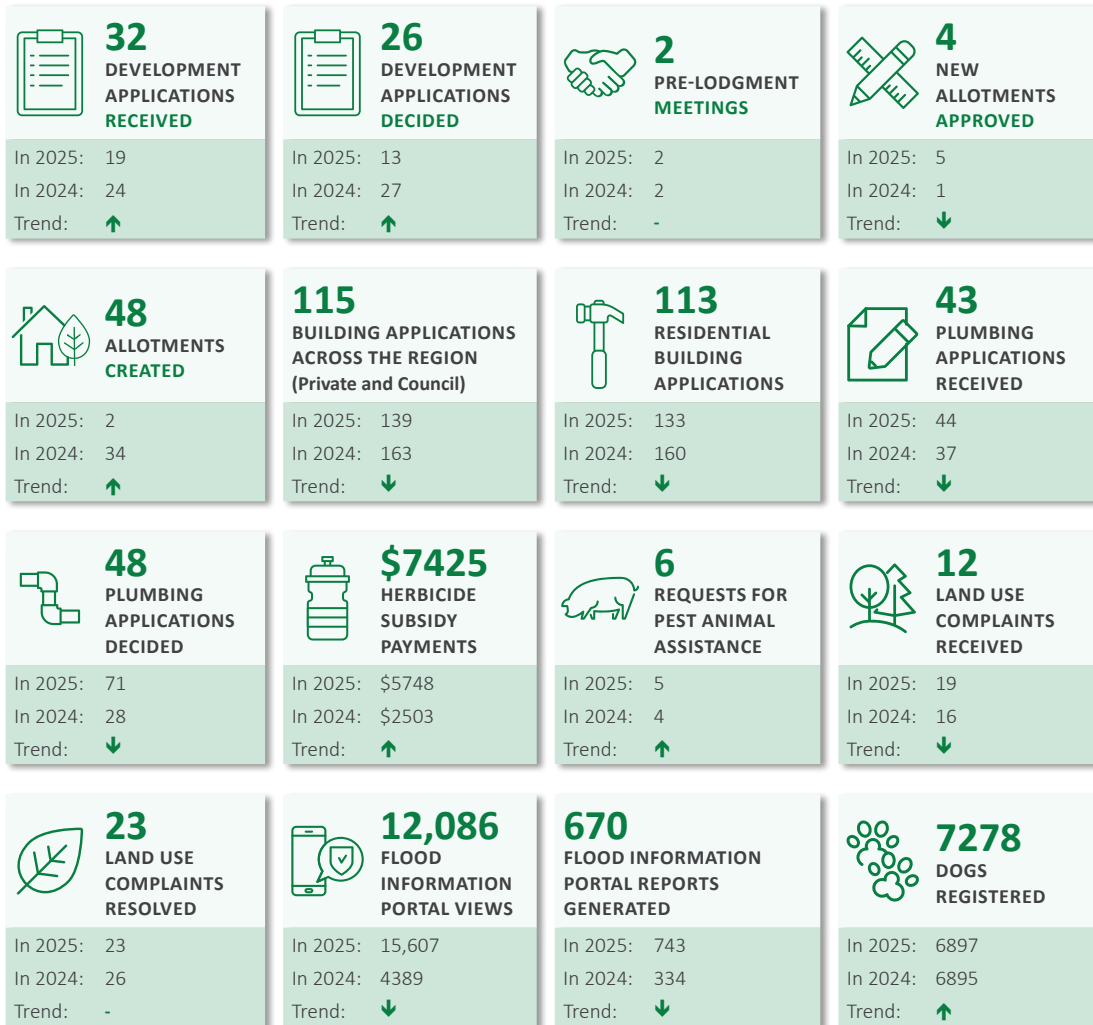 32
DEVELOPMENT
APPLICATIONS
RECEIVED
In 2025: 19
In 2024: 24
Trend: ↑
26
DEVELOPMENT
APPLICATIONS
DECIDED
In 2025: 13
In 2024: 27
Trend: ↑
2
PRE-LODGMENT
MEETINGS
In 2025: 2
In 2024: 2
Trend: -
4
NEW
ALLOTMENTS
APPROVED
In 2025: 5
In 2024: 1
Trend: ↓
48
ALLOTMENTS
CREATED
In 2025: 2
In 2024: 34
Trend: ↑
115
BUILDING APPLICATIONS
ACROSS THE REGION
(Private and Council)
In 2025: 139
In 2024: 163
Trend: ↓
113
RESIDENTIAL
BUILDING
APPLICATIONS
In 2025: 133
In 2024: 160
Trend: ↓
43
PLUMBING
APPLICATIONS
RECEIVED
In 2025: 44
In 2024: 37
Trend: ↓
48
PLUMBING
APPLICATIONS
DECIDED
In 2025: 71
In 2024: 28
Trend: ↓
$7425
HERBICIDE
SUBSIDY
PAYMENTS
In 2025: $5748
In 2024: $2503
Trend: ↑
6
REQUESTS FOR
PEST ANIMAL
ASSISTANCE
In 2025: 5
In 2024: 4
Trend: ↑
12
LAND USE
COMPLAINTS
RECEIVED
In 2025: 19
In 2024: 16
Trend: ↓
23
LAND USE
COMPLAINTS
RESOLVED
In 2025: 23
In 2024: 26
Trend: -
12,086
FLOOD
INFORMATION
PORTAL VIEWS
In 2025: 15,607
In 2024: 4389
Trend: ↓
670
FLOOD INFORMATION
PORTAL REPORTS
GENERATED
In 2025: 743
In 2024: 334
Trend: ↓
7278
DOGS
REGISTERED
In 2025: 6897
In 2024: 6895
Trend: ↑